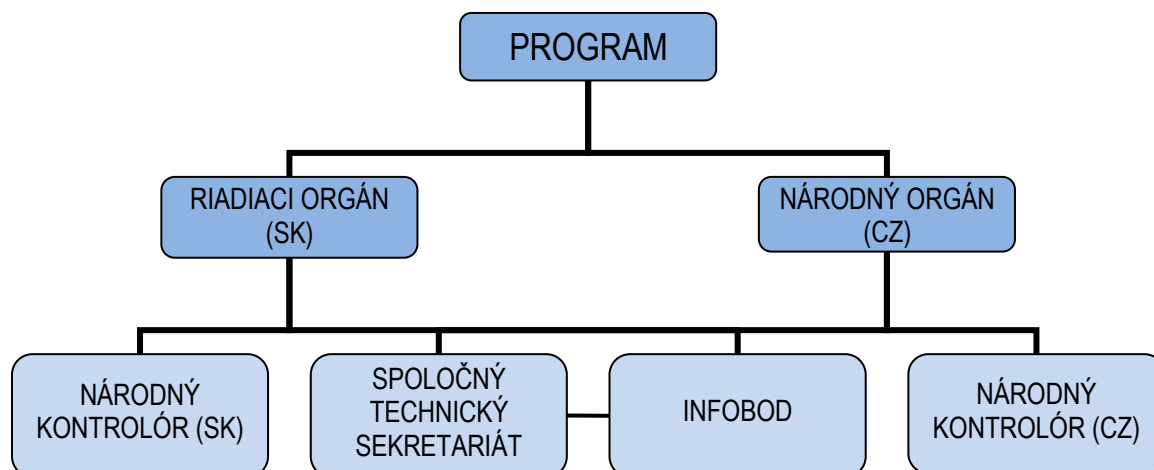 PROGRAM
RIADIACI ORGÁN
(SK)
NÁRODNÝ ORGÁN
(CZ)
NÁRODNÝ
KONTROLÓR (SK)
SPOLOČNÝ
TECHNICKÝ
SEKRETARIÁT
INFOBOD
NÁRODNÝ
KONTROLÓR (CZ)